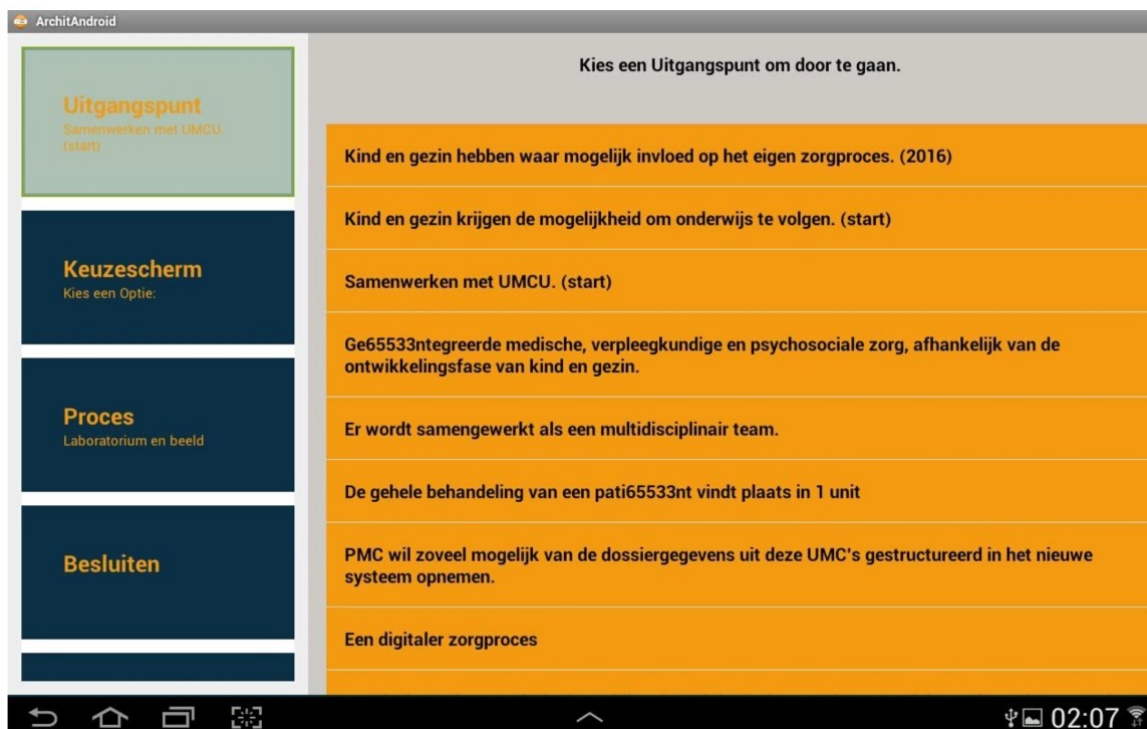 ArchitAndroid
Uitgangspunt
Samenwerken met UMCU.
(start)
Keuzescherm
Kies een Optie:
Proces
Laboratorium en beeld
Besluiten
Kies een Uitgangspunt om door te gaan.
Kind en gezin hebben waar mogelijk invloed op het eigen zorgproces. (2016)
Kind en gezin krijgen de mogelijkheid om onderwijs te volgen. (start)
Samenwerken met UMCU. (start)
Ge65533ntegreerde medische, verpleegkundige en psychosociale zorg, afhankelijk van de
ontwikkelingsfase van kind en gezin.
Er wordt samengewerkt als een multidisciplinair team.
De gehele behandeling van een pati65533nt vindt plaats in 1 unit
PMC wil zoveel mogelijk van de dossiergegevens uit deze UMC's gestructureerd in het nieuwe
systeem opnemen.
Een digitaler zorgproces
02:07